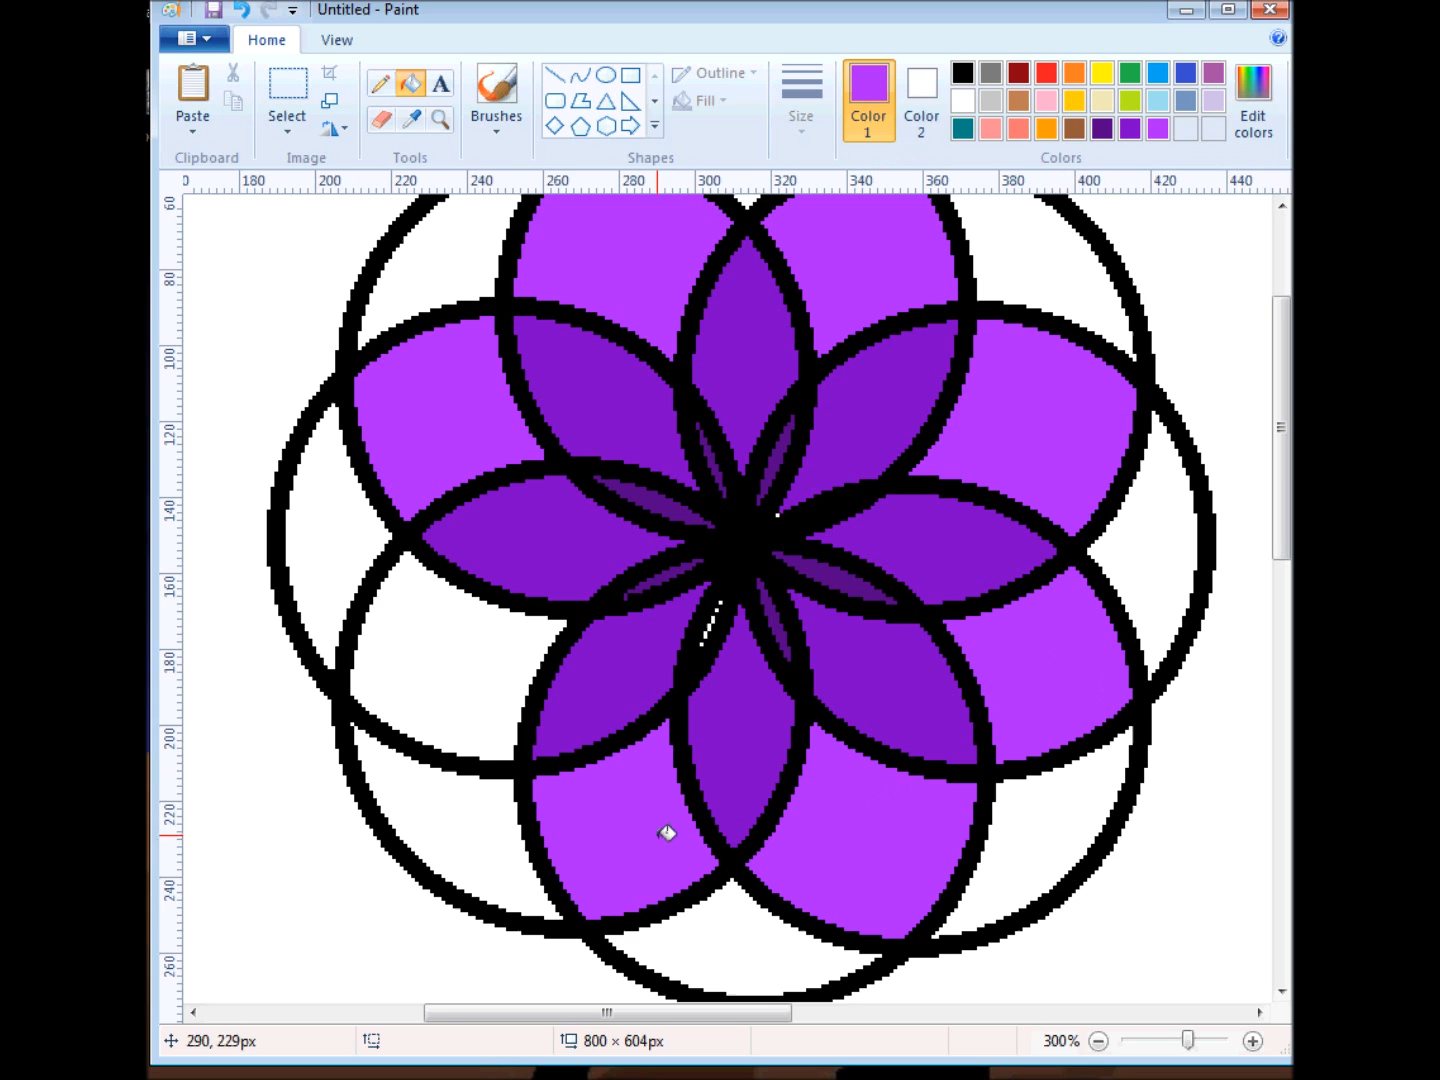 Untitled - Paint
Home View
Paste Select Brushes Outline Fill Size Color 1 Color 2 Edit colors
Clipboard Image Tools Shapes Colors
0 180 200 220 240 260 280 300 320 340 360 380 400 420 440
60
80
100
120
140
160
180
200
220
240
260
290, 229px 800 × 604px 300%